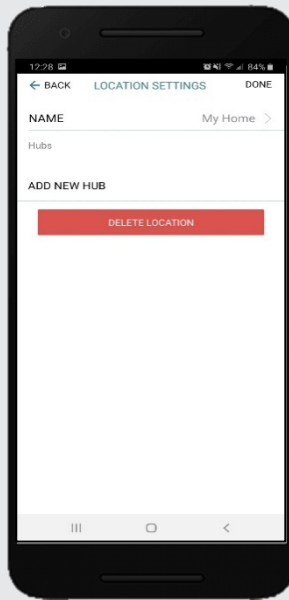 12:28 84%
← BACK LOCATION SETTINGS DONE
NAME My Home >
Hubs
ADD NEW HUB
DELETE LOCATION